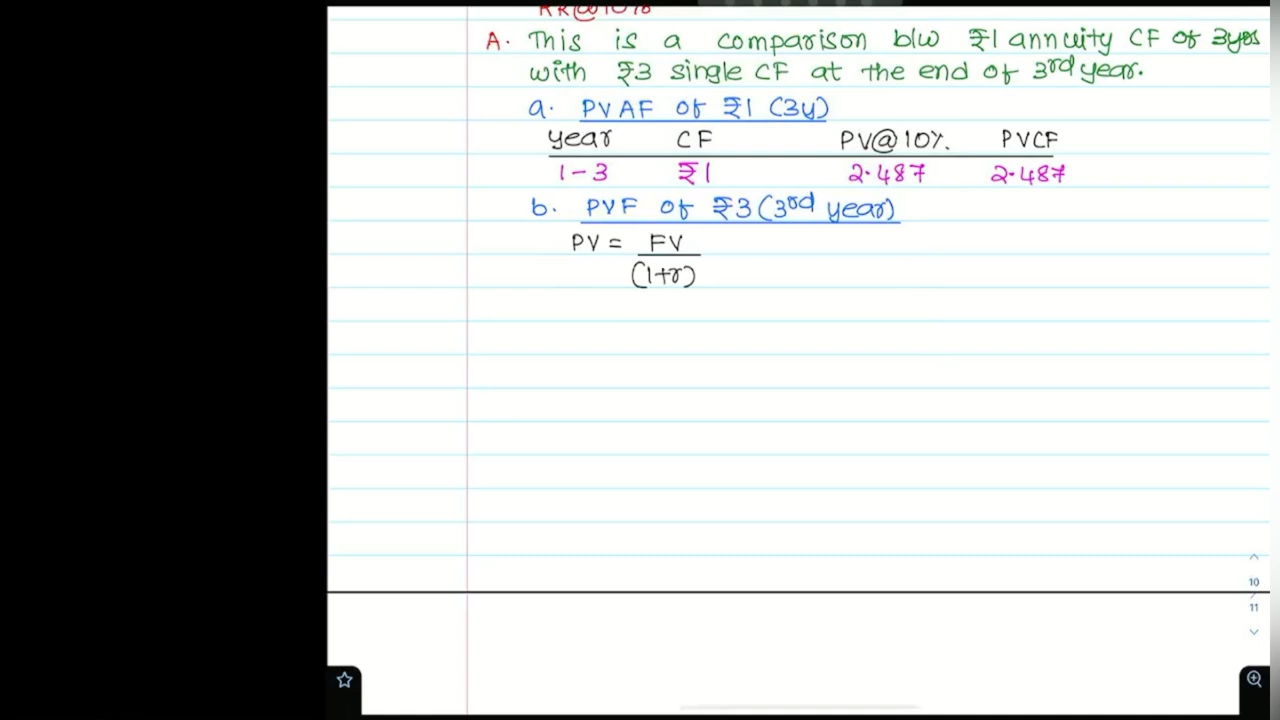 RR@10%
A. This is a comparison b/w ₹1 annuity CF of 3yrs
with ₹3 single CF at the end of 3rd year.
a. PVAF of ₹1 (3y)
year CF PV@10%. PVCF
1-3 ₹1 2.487 2.487
b. PVF of ₹3 (3rd year)
PV = FV
(1+r)
10
11